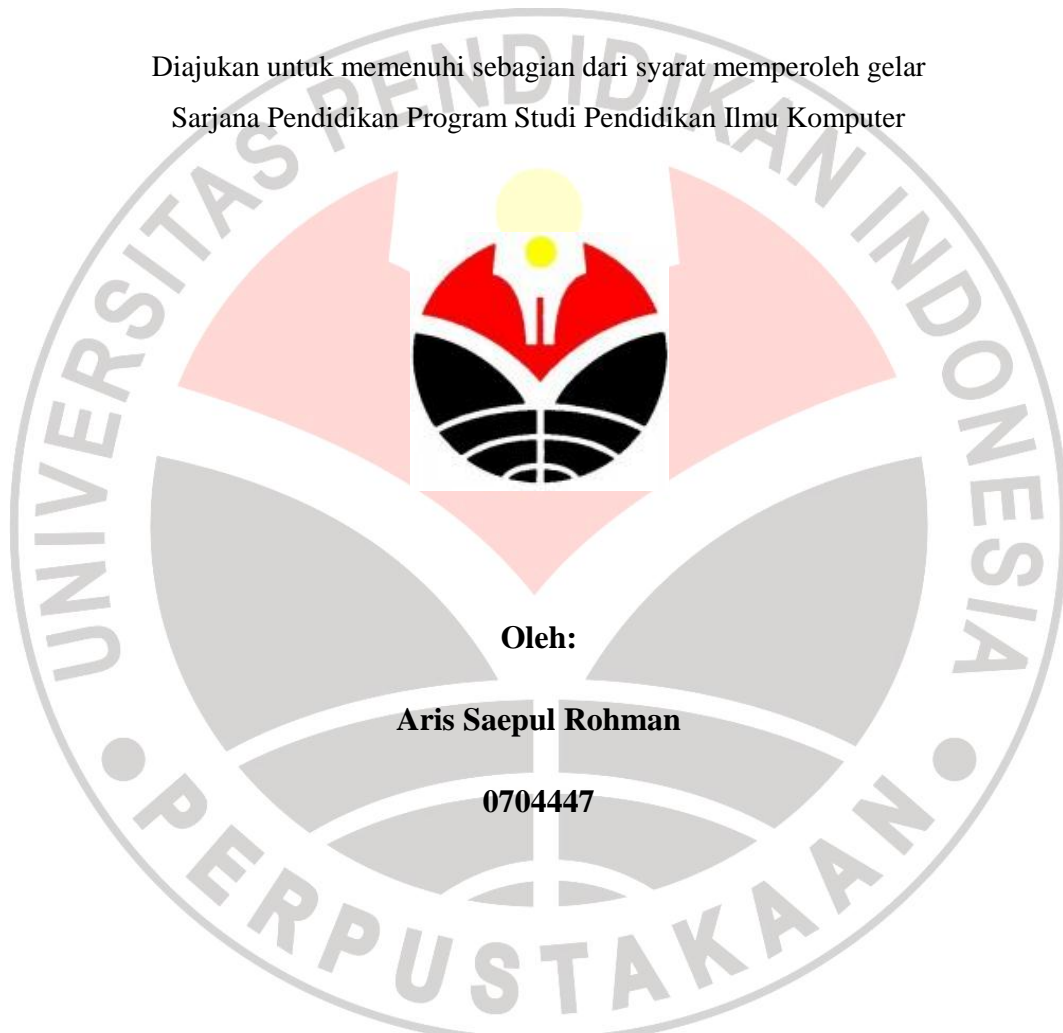 Diajukan untuk memenuhi sebagian dari syarat memperoleh gelar
Sarjana Pendidikan Program Studi Pendidikan Ilmu Komputer
UNIVERSITAS PENDIDIKAN INDONESIA
Oleh:
Aris Saepul Rohman
0704447
PERPUSTAKAAN